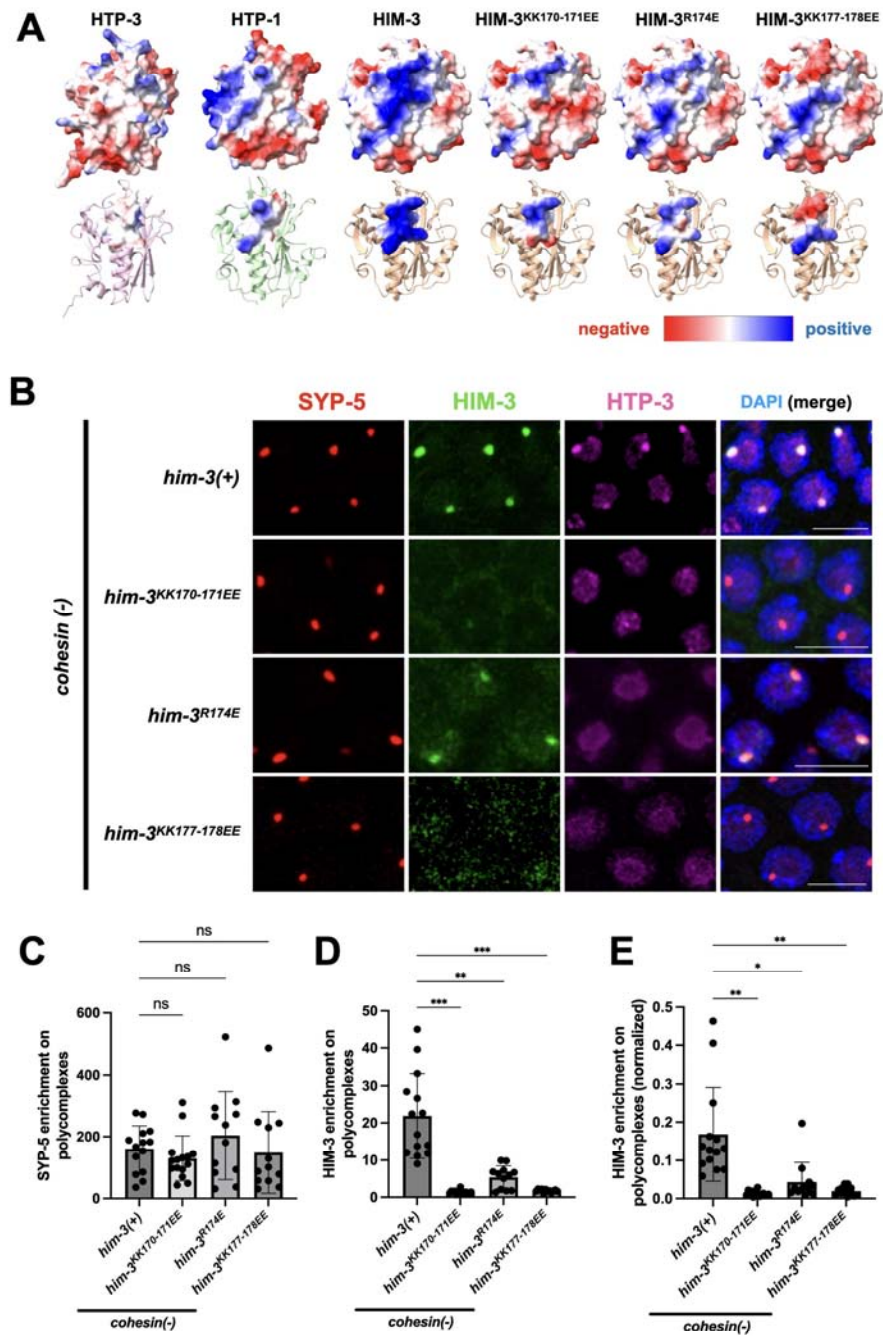 A
HTP-3 HTP-1 HIM-3 HIM-3KK170-171EE HIM-3R174E HIM-3KK177-178EE
negative positive
B
SYP-5 HIM-3 HTP-3 DAPI (merge)
cohesin (-)
him-3(+)
him-3KK170-171EE
him-3R174E
him-3KK177-178EE
C
ns
ns
ns
SYP-5 enrichment on
polycomplexes
600
400
200
0
him-3(+)
him-3KK170-171EE
him-3R174E
him-3KK177-178EE
cohesin(-)
D
***
**
***
HIM-3 enrichment on
polycomplexes
50
40
30
20
10
0
him-3(+)
him-3KK170-171EE
him-3R174E
him-3KK177-178EE
cohesin(-)
E
**
*
**
HIM-3 enrichment on
polycomplexes (normalized)
0.5
0.4
0.3
0.2
0.1
0.0
him-3(+)
him-3KK170-171EE
him-3R174E
him-3KK177-178EE
cohesin(-)